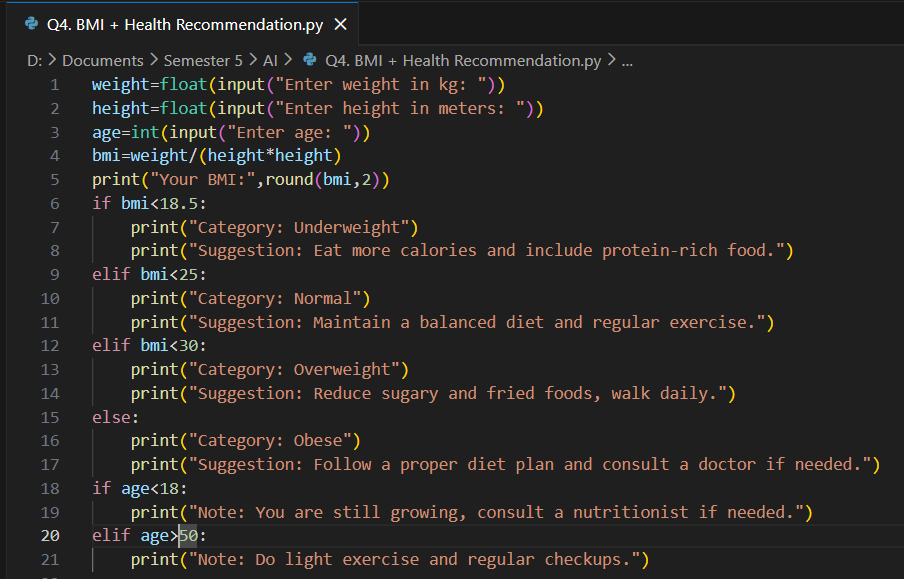 Q4. BMI + Health Recommendation.py ×
D: > Documents > Semester 5 > AI > Q4. BMI + Health Recommendation.py > ...
1 weight=float(input("Enter weight in kg: "))
2 height=float(input("Enter height in meters: "))
3 age=int(input("Enter age: "))
4 bmi=weight/(height*height)
5 print("Your BMI:",round(bmi,2))
6 if bmi<18.5:
7     print("Category: Underweight")
8     print("Suggestion: Eat more calories and include protein-rich food.")
9 elif bmi<25:
10     print("Category: Normal")
11     print("Suggestion: Maintain a balanced diet and regular exercise.")
12 elif bmi<30:
13     print("Category: Overweight")
14     print("Suggestion: Reduce sugary and fried foods, walk daily.")
15 else:
16     print("Category: Obese")
17     print("Suggestion: Follow a proper diet plan and consult a doctor if needed.")
18 if age<18:
19     print("Note: You are still growing, consult a nutritionist if needed.")
20 elif age>50:
21     print("Note: Do light exercise and regular checkups.")